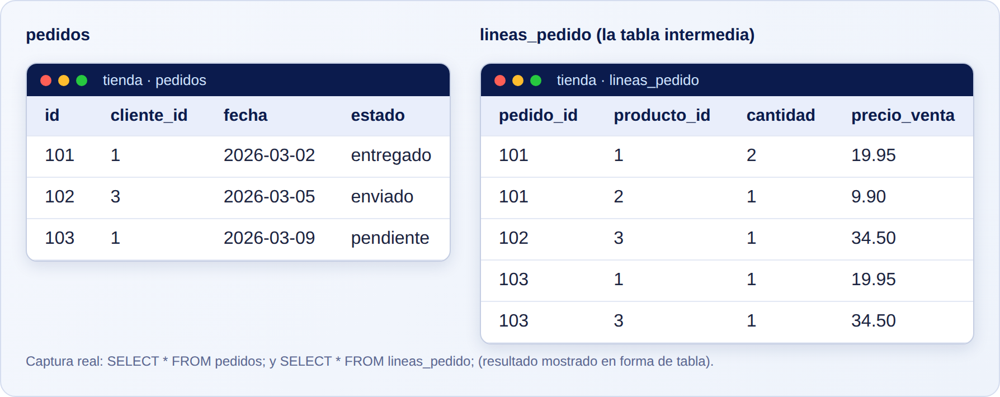 pedidos
tienda · pedidos
id cliente_id fecha estado
101 1 2026-03-02 entregado
102 3 2026-03-05 enviado
103 1 2026-03-09 pendiente
lineas_pedido (la tabla intermedia)
tienda · lineas_pedido
pedido_id producto_id cantidad precio_venta
101 1 2 19.95
101 2 1 9.90
102 3 1 34.50
103 1 1 19.95
103 3 1 34.50
Captura real: SELECT * FROM pedidos; y SELECT * FROM lineas_pedido; (resultado mostrado en forma de tabla).